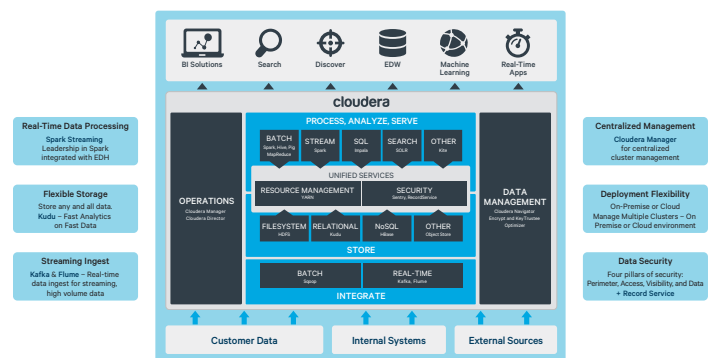 BI Solutions
Search
Discover
EDW
Machine
Learning
Real-Time
Apps
cloudera
Real-Time Data Processing
Spark Streaming
Leadership in Spark
integrated with EDH
Flexible Storage
Store any and all data.
Kudu – Fast Analytics
on Fast Data
Streaming Ingest
Kafka & Flume – Real-time
data ingest for streaming,
high volume data
OPERATIONS
Cloudera Manager
Cloudera Director
PROCESS, ANALYZE, SERVE
BATCH
Spark, Hive, Pig
MapReduce
STREAM
Spark
SQL
Impala
SEARCH
SOLR
OTHER
Kite
UNIFIED SERVICES
RESOURCE MANAGEMENT
YARN
SECURITY
Sentry, RecordService
FILESYSTEM
HDFS
RELATIONAL
Kudu
NoSQL
HBase
OTHER
Object Store
STORE
BATCH
Sqoop
REAL-TIME
Kafka, Flume
INTEGRATE
DATA
MANAGEMENT
Cloudera Navigator
Encrypt and KeyTrustee
Optimizer
Centralized Management
Cloudera Manager
for centralized
cluster management
Deployment Flexibility
On-Premise or Cloud
Manage Multiple Clusters – On
Premise or Cloud environment
Data Security
Four pillars of security:
Perimeter, Access, Visibility, and Data
+ Record Service
Customer Data
Internal Systems
External Sources